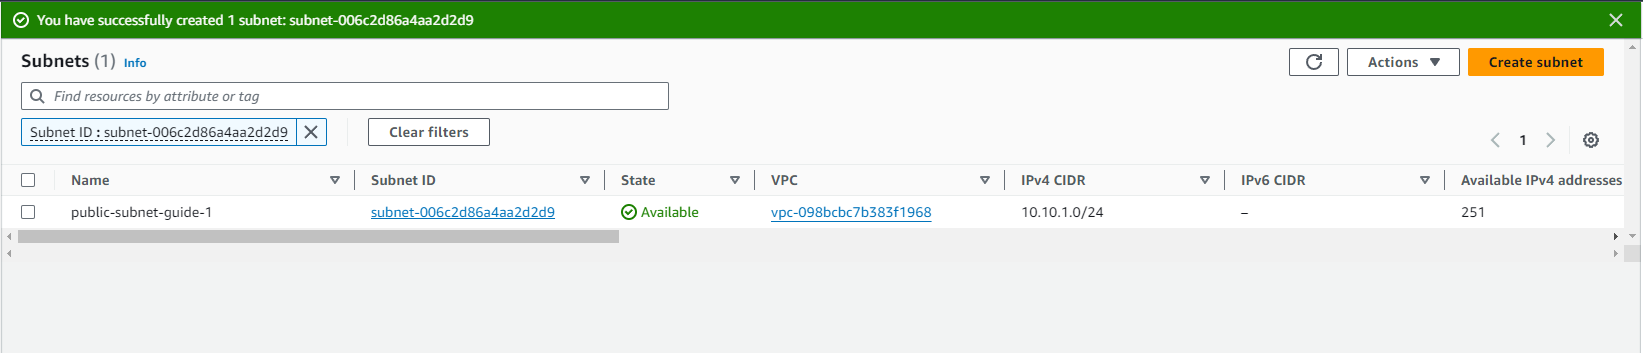 You have successfully created 1 subnet: subnet-006c2d86a4aa2d2d9
Subnets (1) Info
Actions
Create subnet
Find resources by attribute or tag
Subnet ID : subnet-006c2d86a4aa2d2d9
Clear filters
1
Name Subnet ID State VPC IPv4 CIDR IPv6 CIDR Available IPv4 addresses
public-subnet-guide-1 subnet-006c2d86a4aa2d2d9 Available vpc-098bcbc7b383f1968 10.10.1.0/24 – 251